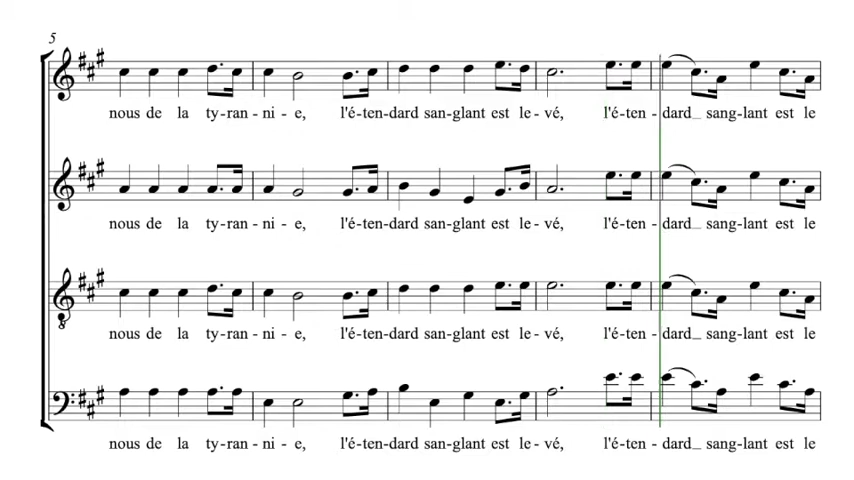 5
nous de la ty-ran-ni-e, l'é-ten-dard san-glant est le-vé, l'é-ten-dard_ sang-lant est le
nous de la ty-ran-ni-e, l'é-ten-dard san-glant est le-vé, l'é-ten-dard_ sang-lant est le
8
nous de la ty-ran-ni-e, l'é-ten-dard san-glant est le-vé, l'é-ten-dard_ sang-lant est le
nous de la ty-ran-ni-e, l'é-ten-dard san-glant est le-vé, l'é-ten-dard_ sang-lant est le